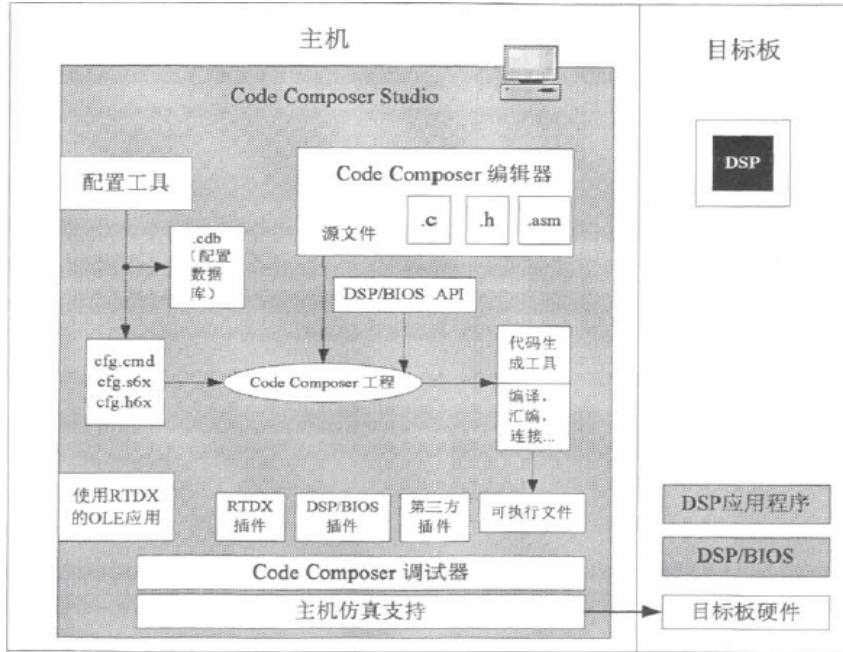 主机
目标板
Code Composer Studio
DSP
配置工具
Code Composer 编辑器
源文件
.c
.h
.asm
.cdb
(配置
数据
库)
DSP/BIOS API
代码生
成工具
编译,
汇编,
连接...
cfg.cmd
cfg.s6x
cfg.h6x
Code Composer 工程
使用RTDX
的OLE应用
RTDX
插件
DSP/BIOS
插件
第三方
插件
可执行文件
DSP应用程序
DSP/BIOS
Code Composer 调试器
主机仿真支持
目标板硬件